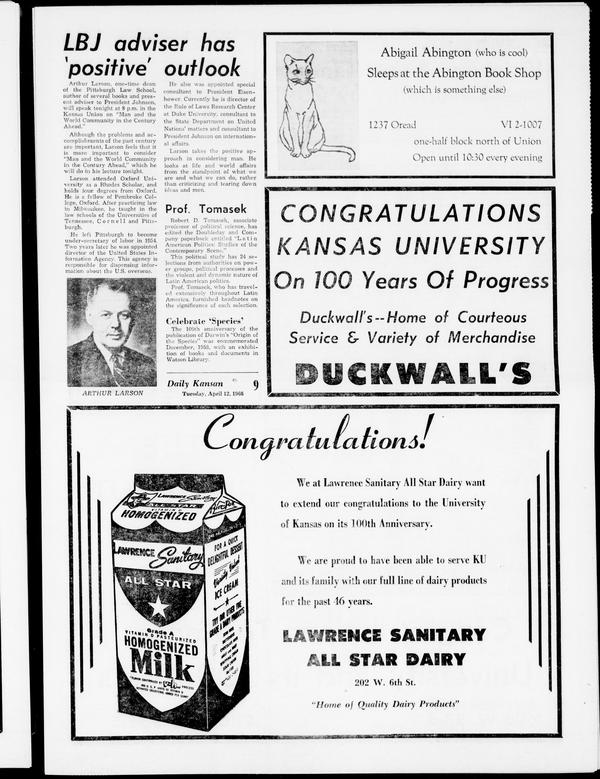 LBJ adviser has
'positive' outlook
Arthur Larson, one-time dean
of the Pittsburgh Law School,
author of several books and pres-
ent adviser to President Johnson,
will speak tonight at 8 p.m. in the
Kansas Union on "Man and the
World Community in the Century
Ahead."
Although the problems and ac-
complishments of the past century
are important, Larson feels that it
is more important to consider
"Man and the World Community
in the Century Ahead," which he
will do in his lecture tonight.
Larson attended Oxford Uni-
versity as a Rhodes Scholar, and
holds four degrees from Oxford.
He is a fellow of Pembroke Col-
lege, Oxford. After practicing law
in Milwaukee, he taught in the
law schools of the Universities of
Tennessee, Cornell and Pitts-
burgh.
He left Pittsburgh to become
under-secretary of labor in 1954.
Two years later he was appointed
director of the United States In-
formation Agency. This agency is
responsible for dispensing infor-
mation about the U.S. overseas.
ARTHUR LARSON
He also was appointed special
consultant to President Eisen-
hower. Currently he is director of
the Rule of Laws Research Center
at Duke University, consultant to
the State Department on United
Nations' matters and consultant to
President Johnson on internation-
al affairs.
Larson takes the positive ap-
proach in considering man. He
looks at life and world affairs
from the standpoint of what we
are and what we can do, rather
than criticizing and tearing down
ideas and men.
Prof. Tomasek
Robert D. Tomasek, associate
professor of political science, has
edited the Doubleday and Com-
pany paperback entitled "Latin
American Politics: Studies of the
Contemporary Scene."
This political study has 24 se-
lections from authorities on pow-
er groups, political processes and
the violent and dynamic nature of
Latin American politics.
Prof. Tomasek, who has travel-
ed extensively throughout Latin
America, furnished headnotes on
the significance of each selection.
Celebrate 'Species'
The 100th anniversary of the
publication of Darwin's "Origin of
the Species" was commemorated
December, 1958, with an exhibi-
tion of books and documents in
Watson Library.
Daily Kansan 9
Tuesday, April 12, 1966
Abigail Abington (who is cool)
Sleeps at the Abington Book Shop
(which is something else)
1237 Oread VI 2-1007
one-half block north of Union
Open until 10:30 every evening
CONGRATULATIONS
KANSAS UNIVERSITY
On 100 Years Of Progress
Duckwall's--Home of Courteous
Service & Variety of Merchandise
DUCKWALL'S
Congratulations!
We at Lawrence Sanitary All Star Dairy want
to extend our congratulations to the University
of Kansas on its 100th Anniversary.
We are proud to have been able to serve KU
and its family with our full line of dairy products
for the past 46 years.
LAWRENCE SANITARY
ALL STAR DAIRY
202 W. 6th St.
"Home of Quality Dairy Products"
LAWRENCE Sanitary
ALL STAR
HOMOGENIZED
LAWRENCE Sanitary
ALL STAR
Grade A
VITAMIN D PASTEURIZED
HOMOGENIZED
Milk
FOR A QUICK
DELIGHTFUL DESSERT
ICE CREAM
TRY OUR OTHER FINE
GRADE A DAIRY PRODUCTS